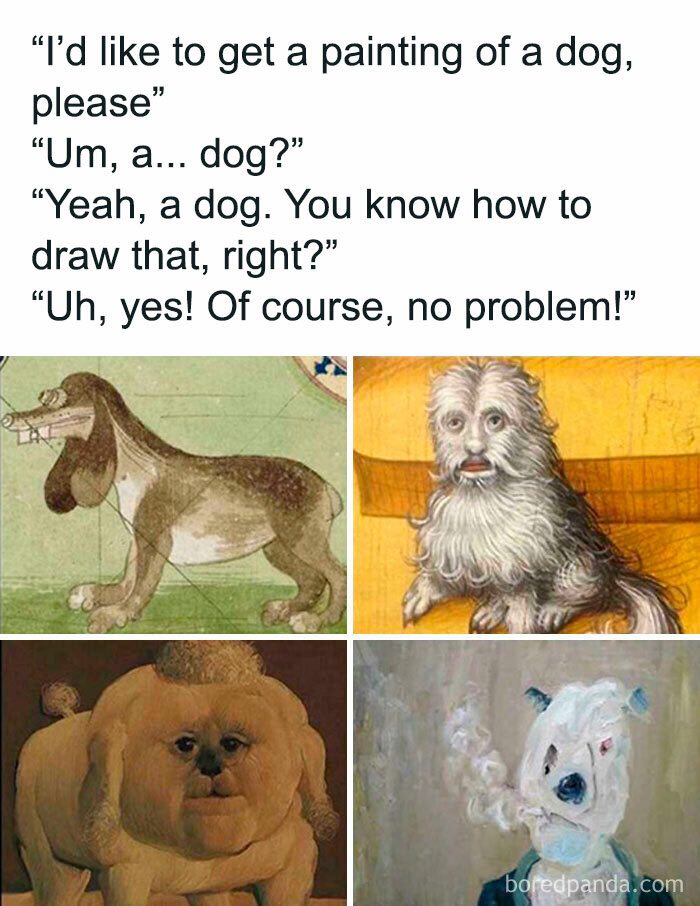 “I’d like to get a painting of a dog,
please”
“Um, a... dog?”
“Yeah, a dog. You know how to
draw that, right?”
“Uh, yes! Of course, no problem!”
boredpanda.com